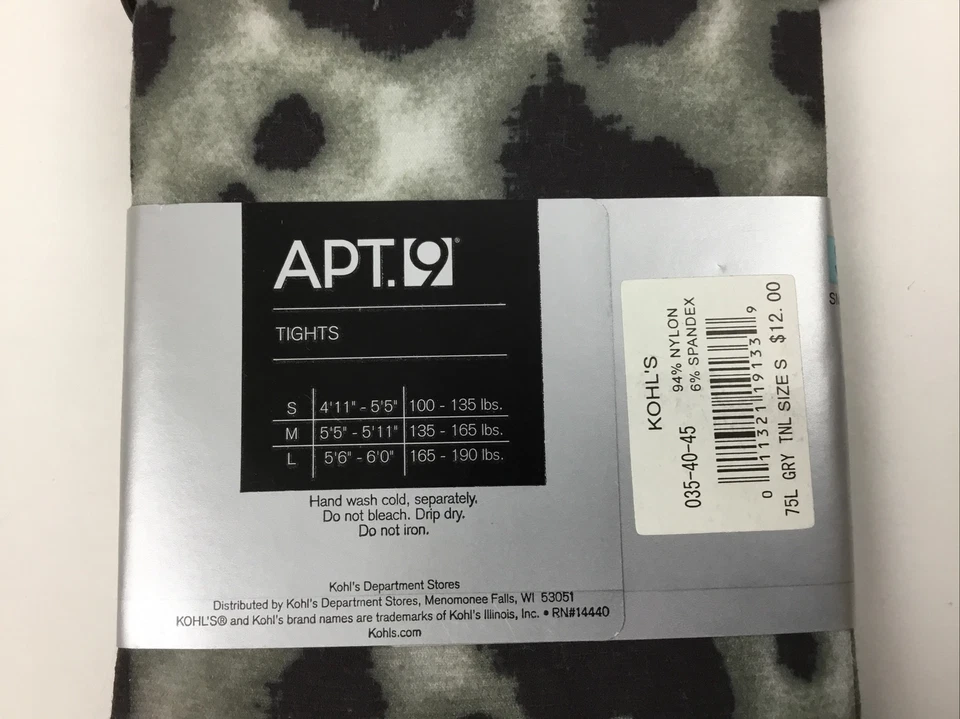 APT.9®
TIGHTS
S 4'11" - 5'5" 100 - 135 lbs.
M 5'5" - 5'11" 135 - 165 lbs.
L 5'6" - 6'0" 165 - 190 lbs.
Hand wash cold, separately.
Do not bleach. Drip dry.
Do not iron.
Kohl's Department Stores
Distributed by Kohl's Department Stores, Menomonee Falls, WI 53051
KOHL'S® and Kohl's brand names are trademarks of Kohl's Illinois, Inc. • RN#14440
Kohls.com
KOHL'S
94% NYLON
6% SPANDEX
035-40-45
0 11321 19133 9
75L GRY TNL SIZE S $12.00